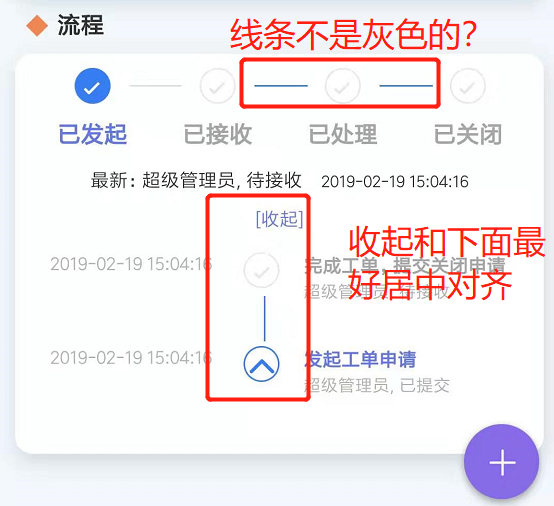 流程
线条不是灰色的?
已发起 已接收 已处理 已关闭
最新: 超级管理员, 待接收 2019-02-19 15:04:16
[收起]
收起和下面最
好居中对齐
2019-02-19 15:04:16 完成工单, 提交关闭申请
超级管理员, 待接收
2019-02-19 15:04:16 发起工单申请
超级管理员, 已提交